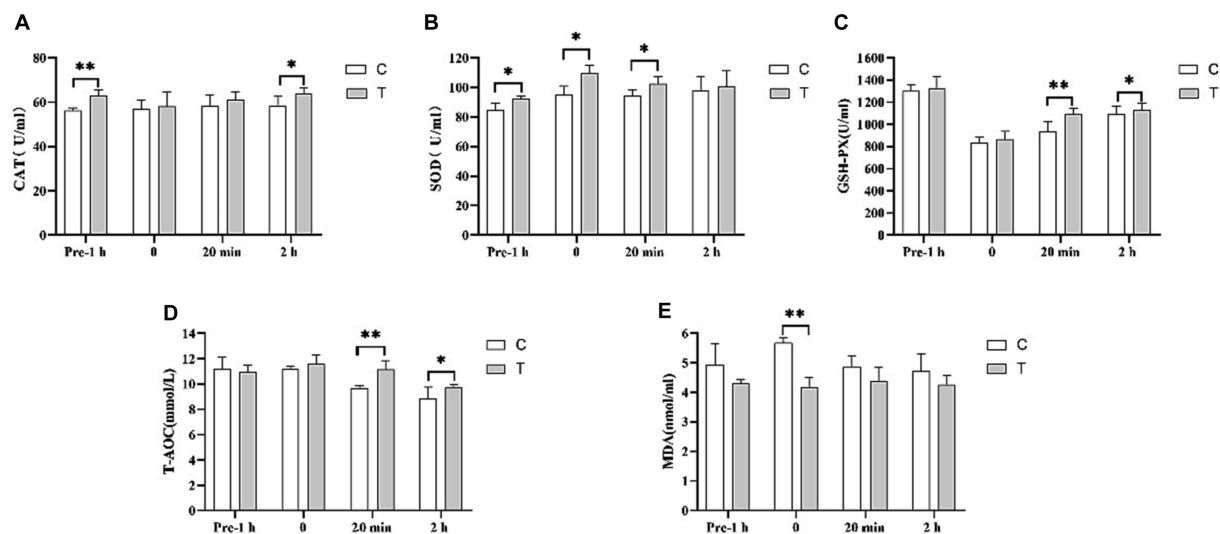 A
CAT( U/ml)
80
60
40
20
0
**
*
C
T
Pre-1 h 0 20 min 2 h
B
SOD( U/ml)
120
100
80
60
40
20
0
*
*
*
C
T
Pre-1 h 0 20 min 2 h
C
GSH-PX(U/ml)
1600
1400
1200
1000
800
600
400
200
0
**
*
C
T
Pre-1 h 0 20 min 2 h
D
T-AOC(mmol/L)
14
12
10
8
6
4
2
0
**
*
C
T
Pre-1 h 0 20 min 2 h
E
MDA(nmol/ml)
6
5
4
3
2
1
0
**
C
T
Pre-1 h 0 20 min 2 h